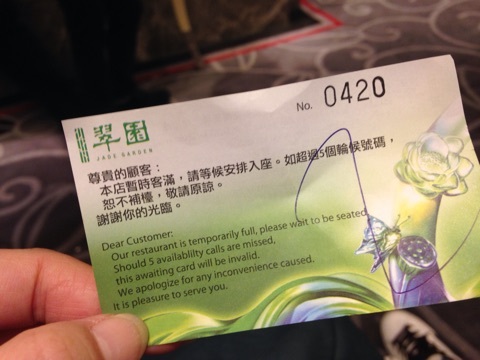 No. 0420
翠園
JADE GARDEN
尊貴的顧客：
本店暫時客滿，請等候安排入座。如超過5個輪候號碼，
恕不補檯，敬請原諒。
謝謝你的光臨。
Dear Customer:
Our restaurant is temporarily full, please wait to be seated.
Should 5 availablilty calls are missed,
this awaiting card will be invalid.
We apologize for any inconvenience caused.
It is pleasure to serve you.